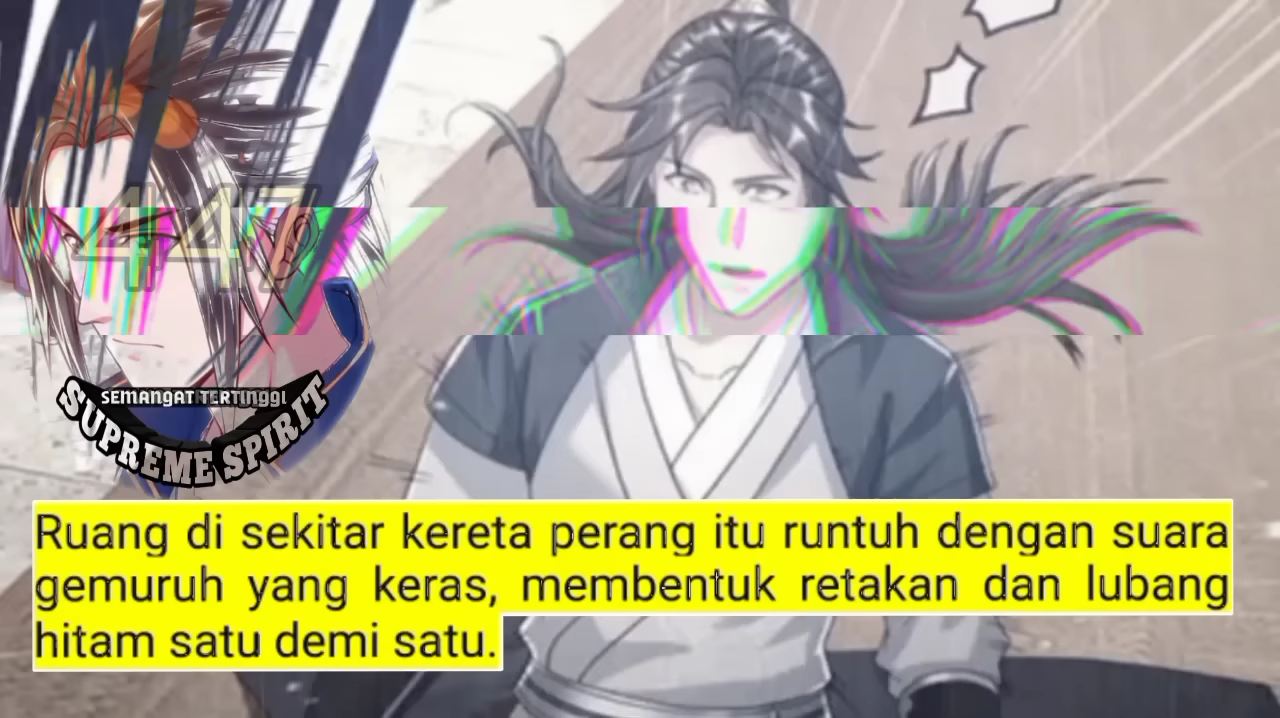 447
SEMANGAT TERTINGGI
SUPREME SPIRIT
Ruang di sekitar kereta perang itu runtuh dengan suara
gemuruh yang keras, membentuk retakan dan lubang
hitam satu demi satu.